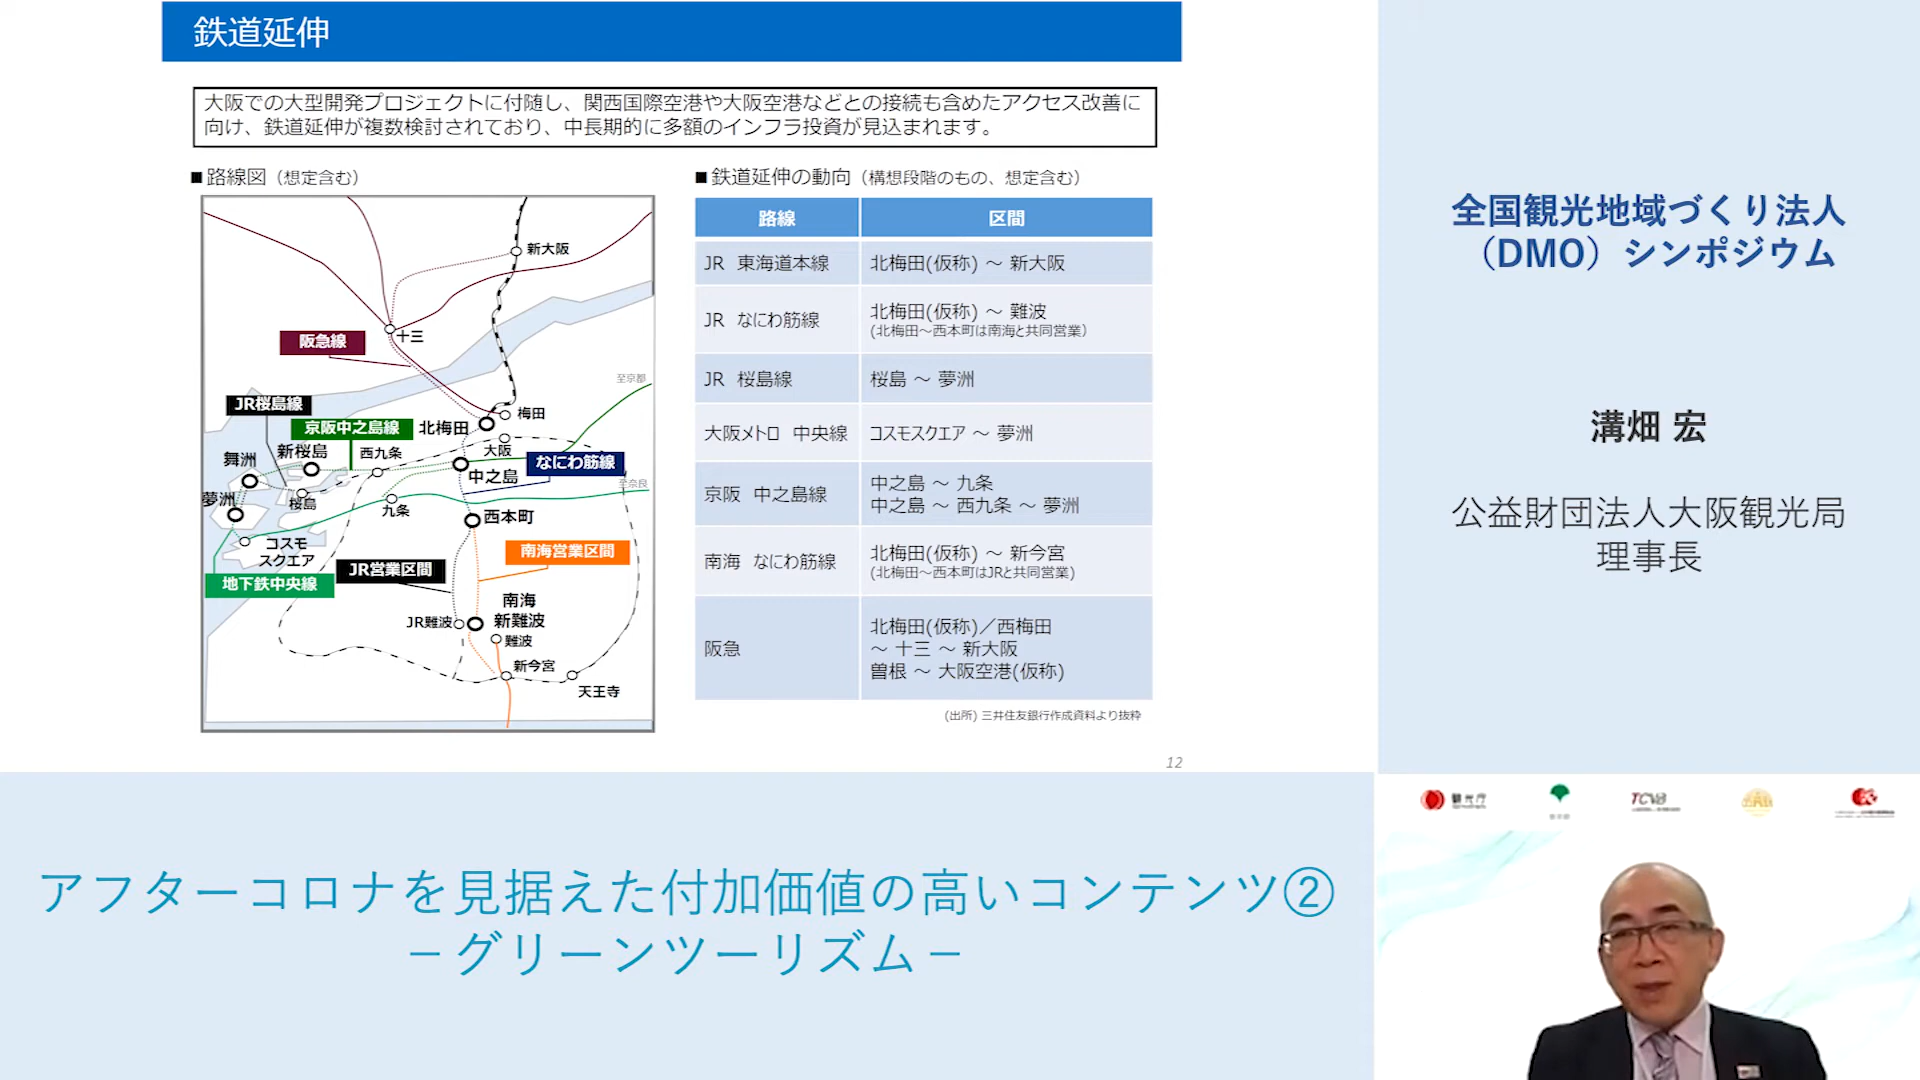 鉄道延伸
大阪での大型開発プロジェクトに付随し、関西国際空港や大阪空港などとの接続も含めたアクセス改善に
向け、鉄道延伸が複数検討されており、中長期的に多額のインフラ投資が見込まれます。
■路線図（想定含む）
新大阪
十三
阪急線
至京都
JR桜島線
京阪中之島線
北梅田
梅田
大阪
新桜島
西九条
舞洲
なにわ筋線
中之島
至奈良
夢洲
桜島
九条
西本町
コスモ
スクエア
南海営業区間
JR営業区間
地下鉄中央線
南海
新難波
JR難波
難波
新今宮
天王寺
■鉄道延伸の動向（構想段階のもの、想定含む）
路線 区間
JR 東海道本線 北梅田(仮称) ～ 新大阪
JR なにわ筋線 北梅田(仮称) ～ 難波
(北梅田～西本町は南海と共同営業)
JR 桜島線 桜島 ～ 夢洲
大阪メトロ 中央線 コスモスクエア ～ 夢洲
京阪 中之島線 中之島 ～ 九条
中之島 ～ 西九条 ～ 夢洲
南海 なにわ筋線 北梅田(仮称) ～ 新今宮
(北梅田～西本町はJRと共同営業)
阪急 北梅田(仮称)／西梅田
～ 十三 ～ 新大阪
曽根 ～ 大阪空港(仮称)
(出所) 三井住友銀行作成資料より抜粋
12
全国観光地域づくり法人
（DMO）シンポジウム
溝畑 宏
公益財団法人大阪観光局
理事長
観光庁
TCVB
アフターコロナを見据えた付加価値の高いコンテンツ②
－グリーンツーリズム－